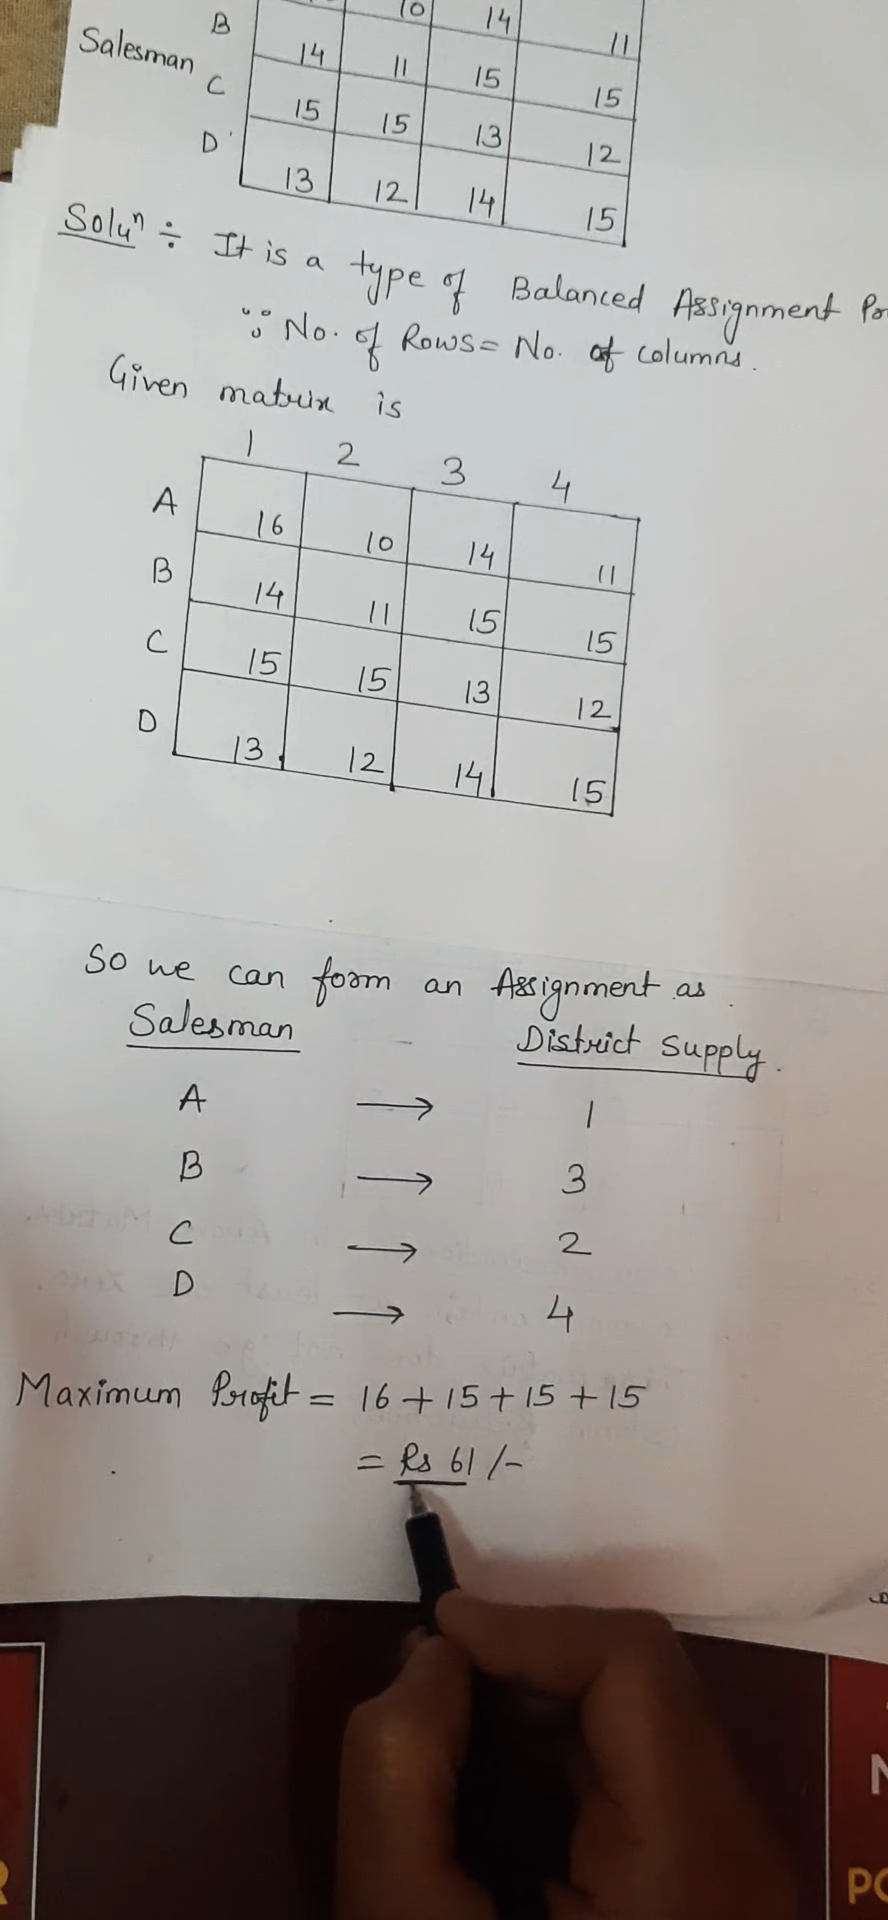 B 10 14 11
Salesman 14 11 15 15
C
15 15 13 12
D
13 12 14 15
Soluⁿ ÷ It is a type of Balanced Assignment
∵ No. of Rows = No. of columns.
Given matrix is
1 2 3 4
A 16 10 14 11
B 14 11 15 15
C 15 15 13 12
D 13 12 14 15
So we can form an Assignment as.
Salesman District Supply.
A → 1
B → 3
C → 2
D → 4
Maximum Profit = 16 + 15 + 15 + 15
= Rs 61 /-